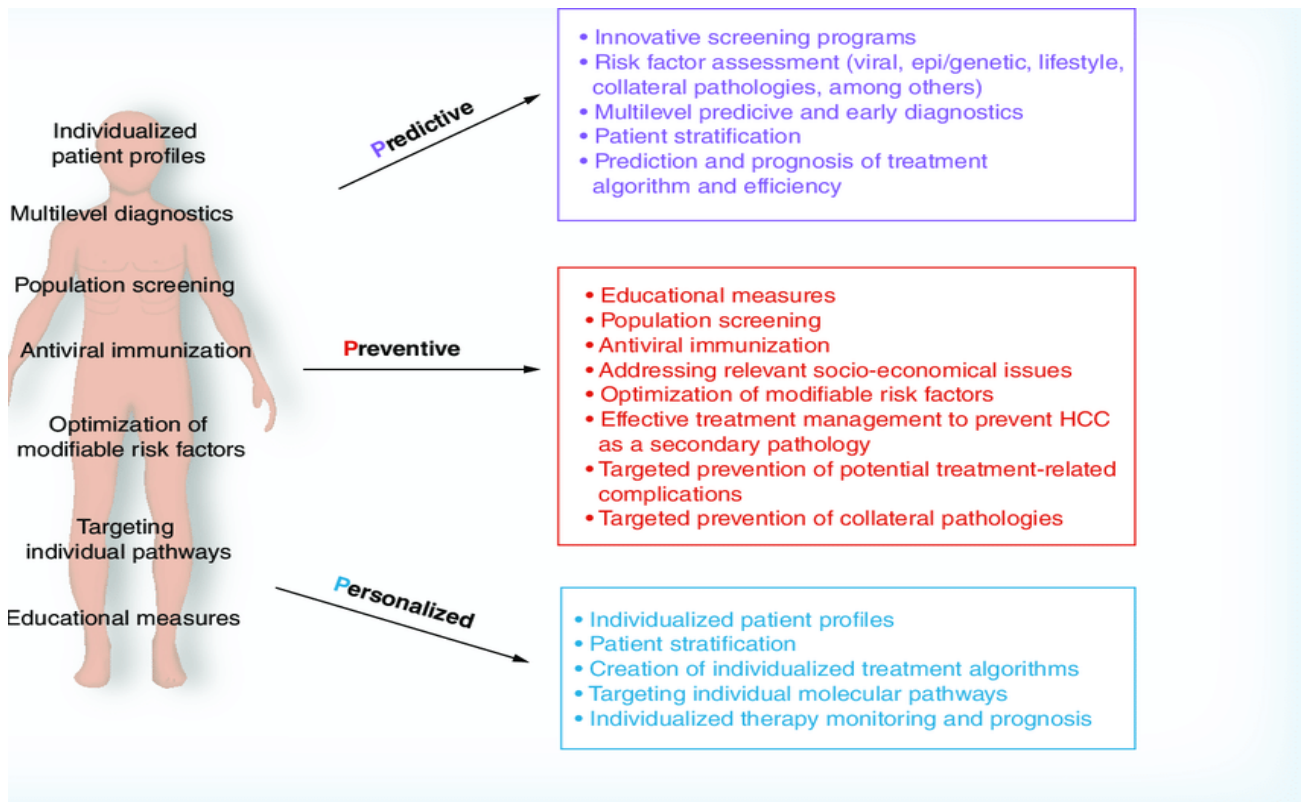 Individualized
patient profiles
Multilevel diagnostics
Population screening
Antiviral immunization
Optimization of
modifiable risk factors
Targeting
individual pathways
Educational measures
Predictive
• Innovative screening programs
• Risk factor assessment (viral, epi/genetic, lifestyle,
collateral pathologies, among others)
• Multilevel predicive and early diagnostics
• Patient stratification
• Prediction and prognosis of treatment
algorithm and efficiency
Preventive
• Educational measures
• Population screening
• Antiviral immunization
• Addressing relevant socio-economical issues
• Optimization of modifiable risk factors
• Effective treatment management to prevent HCC
as a secondary pathology
• Targeted prevention of potential treatment-related
complications
• Targeted prevention of collateral pathologies
Personalized
• Individualized patient profiles
• Patient stratification
• Creation of individualized treatment algorithms
• Targeting individual molecular pathways
• Individualized therapy monitoring and prognosis